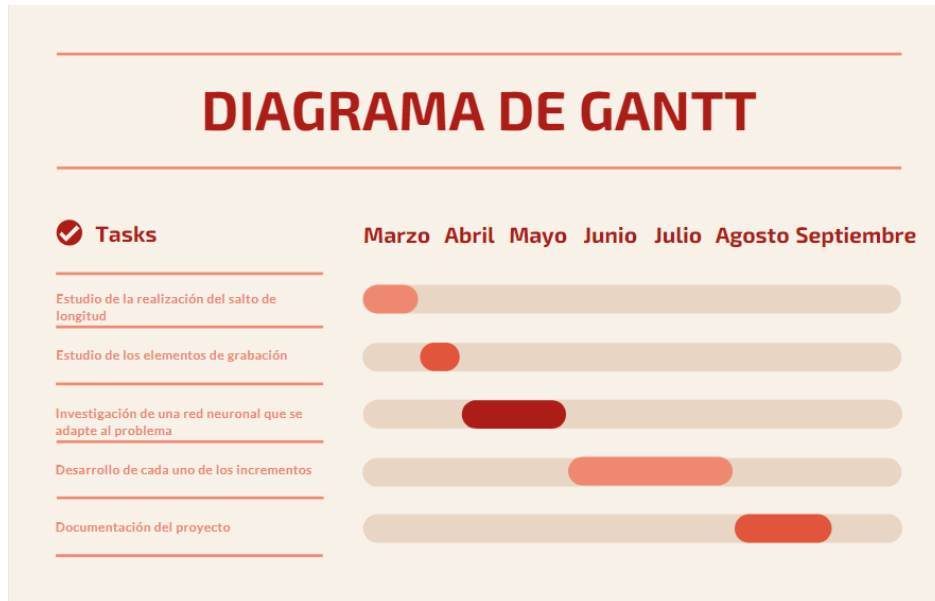 DIAGRAMA DE GANTT
Tasks
Marzo Abril Mayo Junio Julio Agosto Septiembre
Estudio de la realización del salto de
longitud
Estudio de los elementos de grabación
Investigación de una red neuronal que se
adapte al problema
Desarrollo de cada uno de los incrementos
Documentación del proyecto